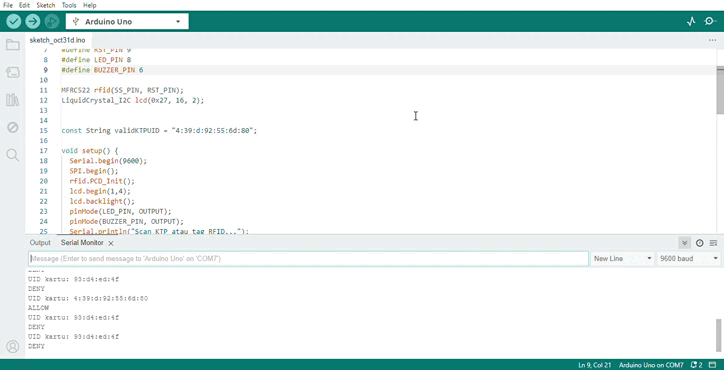 File Edit Sketch Tools Help
Arduino Uno
sketch_oct31d.ino
7 #define RST_PIN 9
8 #define LED_PIN 8
9 #define BUZZER_PIN 6
10
11 MFRC522 rfid(SS_PIN, RST_PIN);
12 LiquidCrystal_I2C lcd(0x27, 16, 2);
13
14
15 const String validKTPUID = "4:39:d:92:55:6d:80";
16
17 void setup() {
18 Serial.begin(9600);
19 SPI.begin();
20 rfid.PCD_Init();
21 lcd.begin(1,4);
22 lcd.backlight();
23 pinMode(LED_PIN, OUTPUT);
24 pinMode(BUZZER_PIN, OUTPUT);
25 Serial.println("Scan KTP atau tag RFID...");
Output Serial Monitor
Message (Enter to send message to 'Arduino Uno' on 'COM7')
New Line
9600 baud
DENY
UID kartu: 93:d4:ed:4f
DENY
UID kartu: 4:39:d:92:55:6d:80
ALLOW
UID kartu: 93:d4:ed:4f
DENY
UID kartu: 93:d4:ed:4f
DENY
Ln 9, Col 21 Arduino Uno on COM7 2